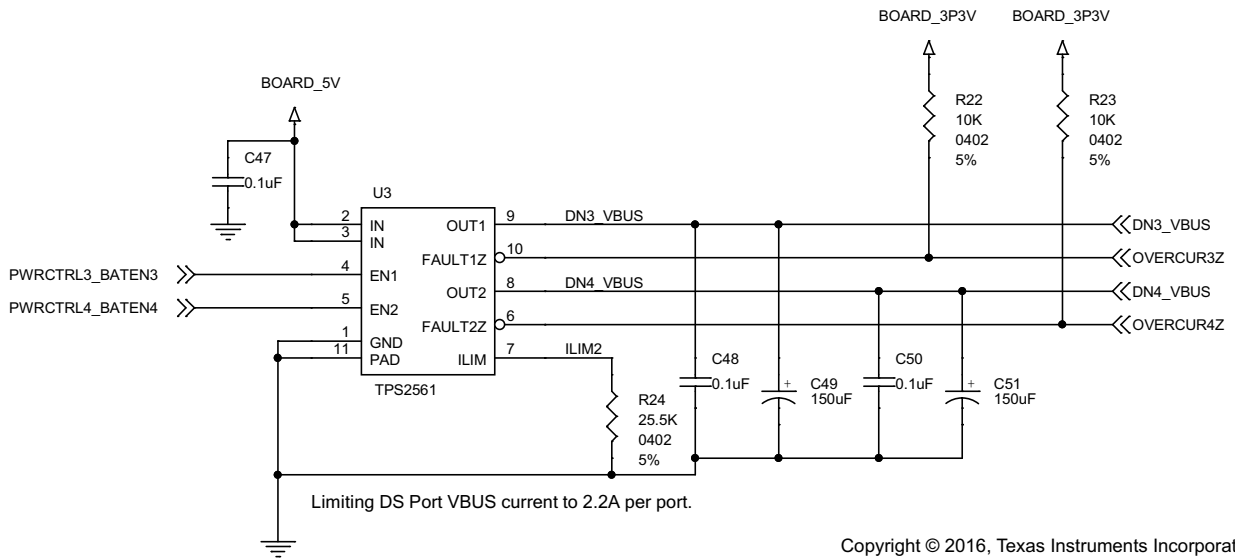 BOARD_3P3V BOARD_3P3V
BOARD_5V
R22
10K
0402
5%
R23
10K
0402
5%
C47
0.1uF
U3
2 IN
3 IN
4 EN1
5 EN2
1 GND
11 PAD
OUT1 9
FAULT1Z 10
OUT2 8
FAULT2Z 6
ILIM 7
TPS2561
PWRCTRL3_BATEN3
PWRCTRL4_BATEN4
DN3_VBUS
DN4_VBUS
ILIM2
DN3_VBUS
OVERCUR3Z
DN4_VBUS
OVERCUR4Z
R24
25.5K
0402
5%
C48
0.1uF
+
C49
150uF
C50
0.1uF
+
C51
150uF
Limiting DS Port VBUS current to 2.2A per port.
Copyright © 2016, Texas Instruments Incorporat